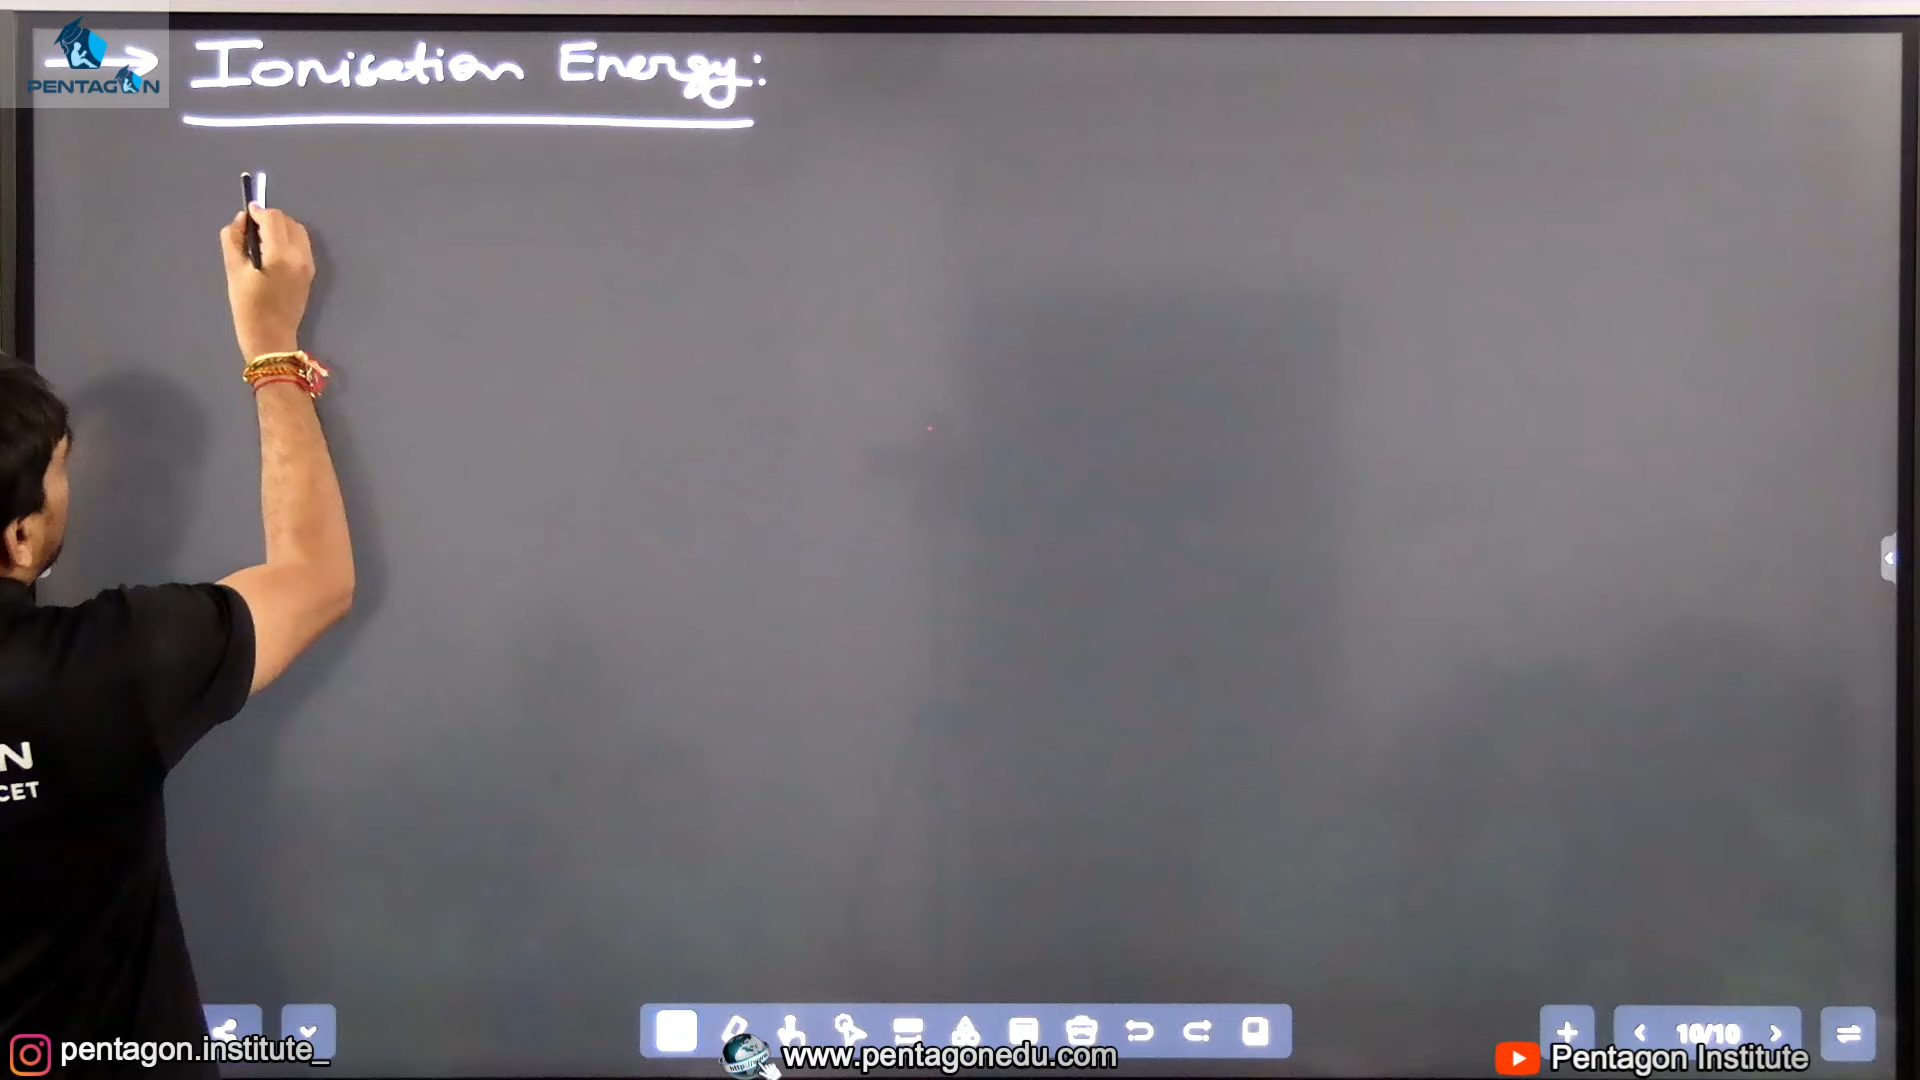 → Ionisation Energy:
PENTAGON
N
CET
10/10
pentagon.institute_
www.pentagonedu.com
Pentagon Institute